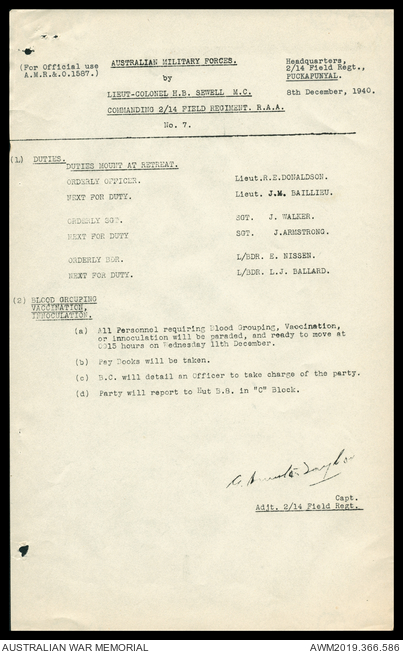 (For Official use
A.M.R.&.O.1587.)
AUSTRALIAN MILITARY FORCES.
by
LIEUT-COLONEL H.B. SEWELL M.C.
COMMANDING 2/14 FIELD REGIMENT. R.A.A.
No. 7.
Headquarters,
2/14 Field Regt.,
PUCKAPUNYAL.
8th December, 1940.
(1.) DUTIES.
DUTIES MOUNT AT RETREAT.
ORDERLY OFFICER. Lieut.R.E.DONALDSON.
NEXT FOR DUTY. Lieut. J.M. BAILLIEU.
ORDERLY SGT. SGT. J. WALKER.
NEXT FOR DUTY SGT. J.ARMSTRONG.
ORDERLY BDR. L/BDR. E. NISSEN.
NEXT FOR DUTY. L/BDR. L.J. BALLARD.
(2) BLOOD GROUPING
VACCINATION.
INNOCULATION.
(a) All Personnel requiring Blood Grouping, Vaccination,
or innoculation will be paraded, and ready to move at
0815 hours on Wednesday 11th December.
(b) Pay Books will be taken.
(c) B.C. will detail an Officer to take charge of the party.
(d) Party will report to Hut B.8. in "C" Block.
Taylor
Capt.
Adjt. 2/14 Field Regt.
AUSTRALIAN WAR MEMORIAL
AWM2019.366.586